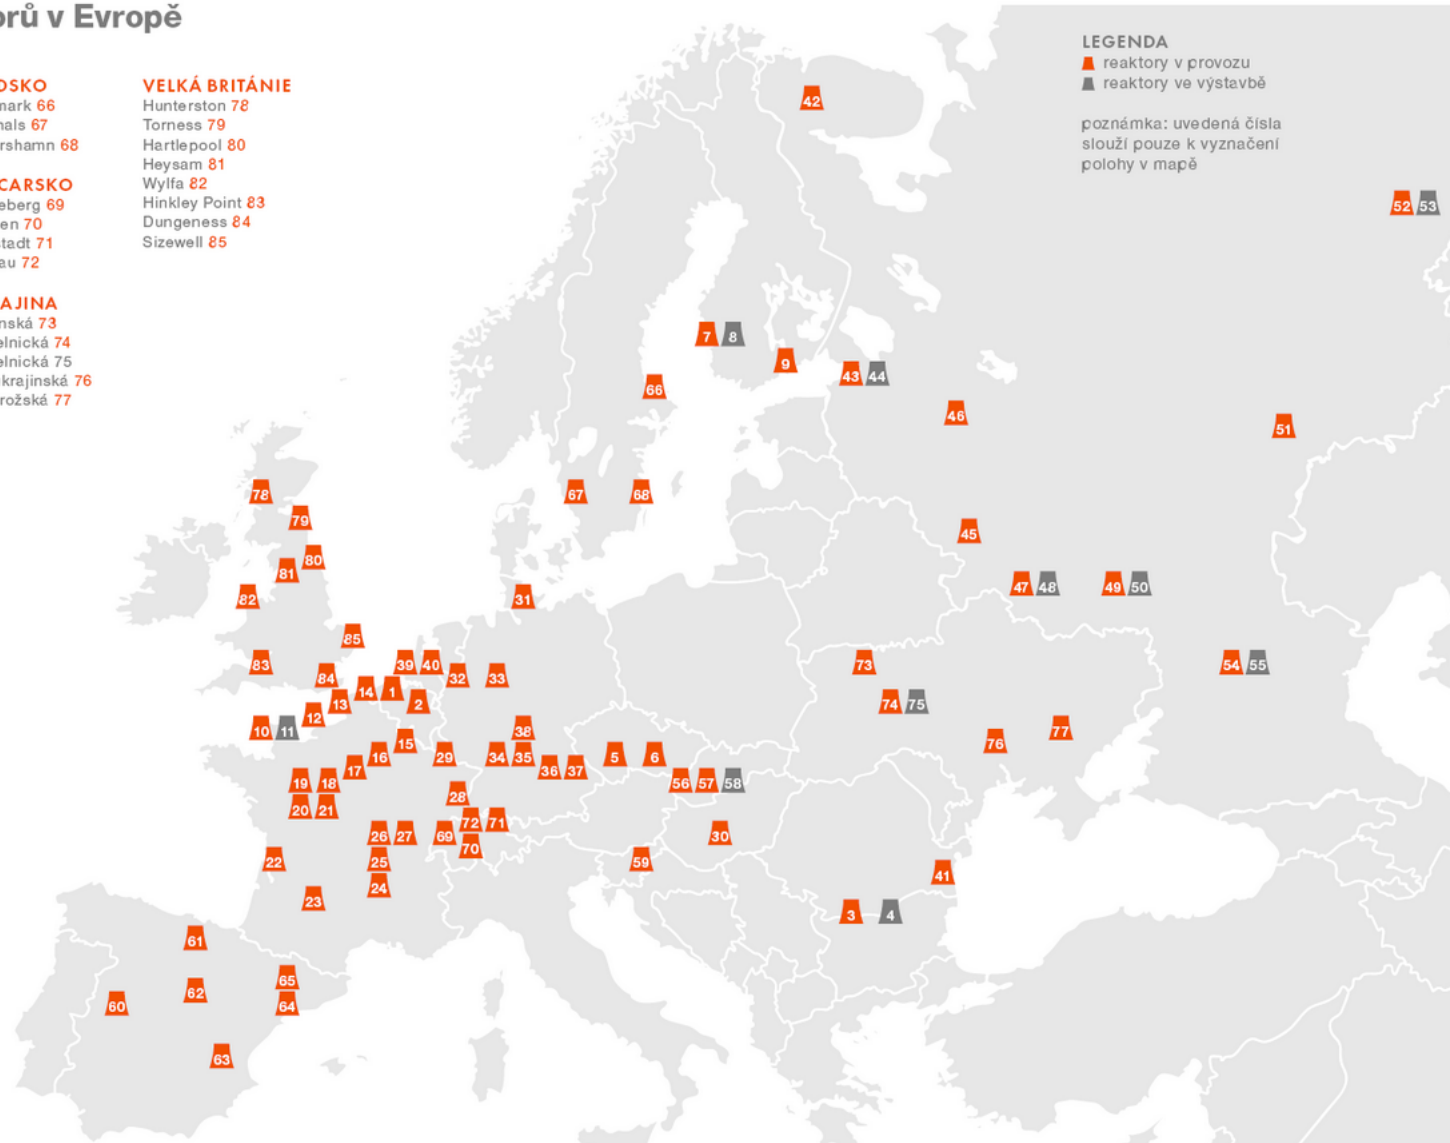 orů v Evropě
DSKO
mark 66
hals 67
rshamn 68
CARSKO
eberg 69
en 70
tadt 71
au 72
AJINA
nská 73
elnická 74
elnická 75
krajinská 76
rožská 77
VELKÁ BRITÁNIE
Hunterston 78
Torness 79
Hartlepool 80
Heysam 81
Wylfa 82
Hinkley Point 83
Dungeness 84
Sizewell 85
LEGENDA
reaktory v provozu
reaktory ve výstavbě
poznámka: uvedená čísla
slouží pouze k vyznačení
polohy v mapě
42
52 53
7 8
9
43 44
66
46
51
78
67
68
79
45
80
81
47 48
49 50
82
31
85
83
39 40
73
54 55
84
14
1
32
33
13
2
74 75
12
10 11
38
77
15
76
16
29
34 35
5
6
17
36 37
19 18
56 57 58
28
20 21
72
71
26 27
69
30
70
22
25
59
41
24
23
3
4
61
65
62
60
64
63